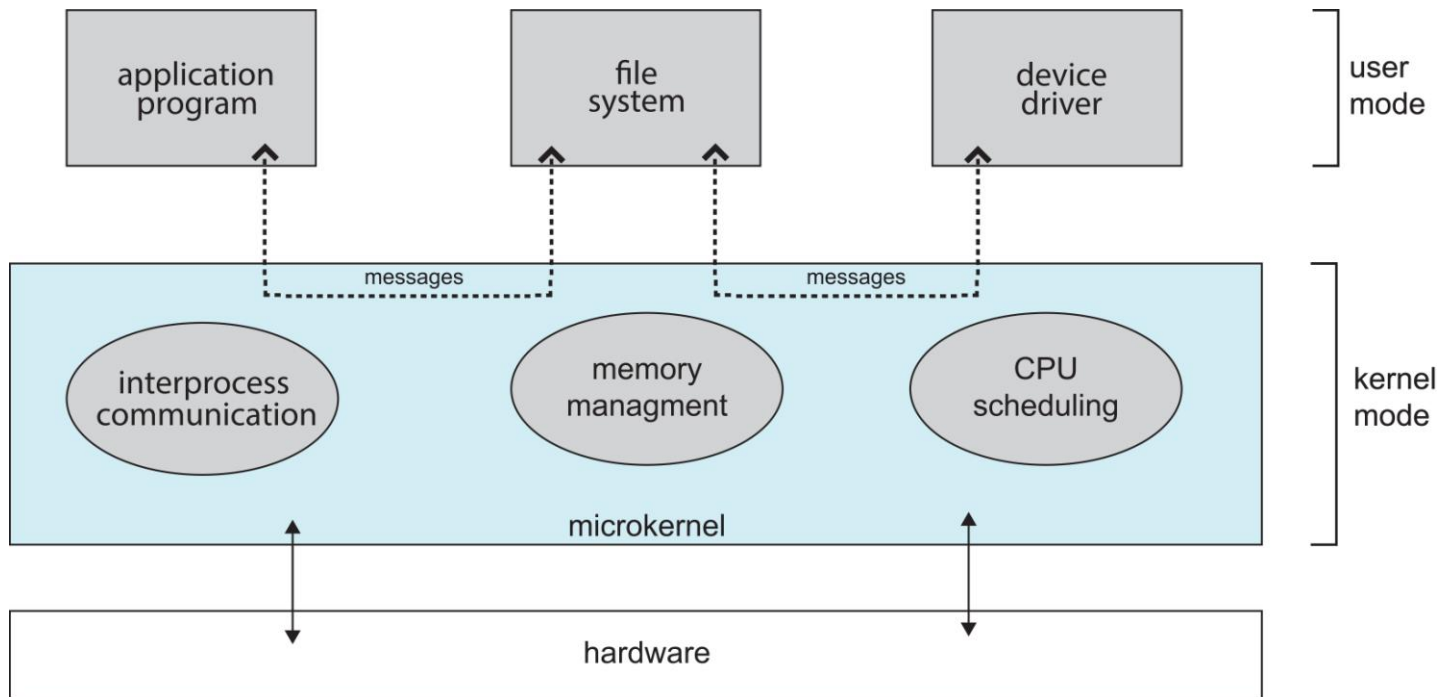 application
program
file
system
device
driver
user
mode
messages
messages
interprocess
communication
memory
managment
CPU
scheduling
kernel
mode
microkernel
hardware